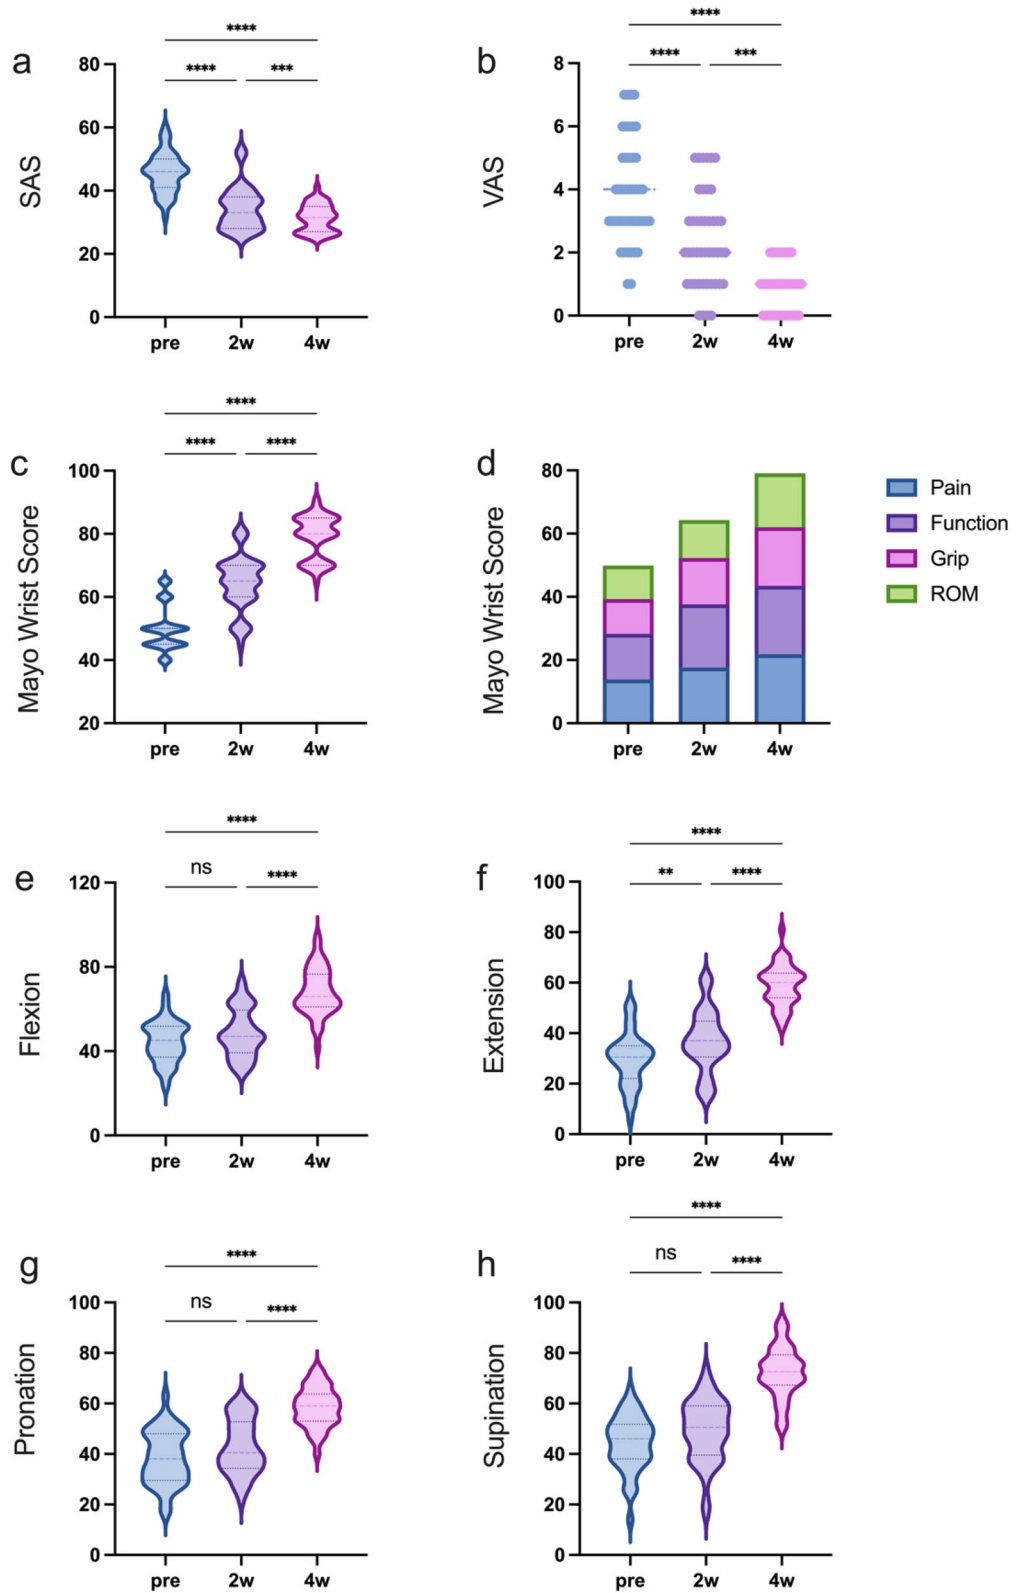 a
SAS
****
****
***
80
60
40
20
0
pre 2w 4w
b
VAS
****
****
***
8
6
4
2
0
pre 2w 4w
c
Mayo Wrist Score
****
****
****
100
80
60
40
20
pre 2w 4w
d
Mayo Wrist Score
80
60
40
20
0
pre 2w 4w
Pain
Function
Grip
ROM
e
Flexion
****
ns
****
120
80
40
0
pre 2w 4w
f
Extension
****
**
****
100
80
60
40
20
0
pre 2w 4w
g
Pronation
****
ns
****
100
80
60
40
20
0
pre 2w 4w
h
Supination
****
ns
****
100
80
60
40
20
0
pre 2w 4w